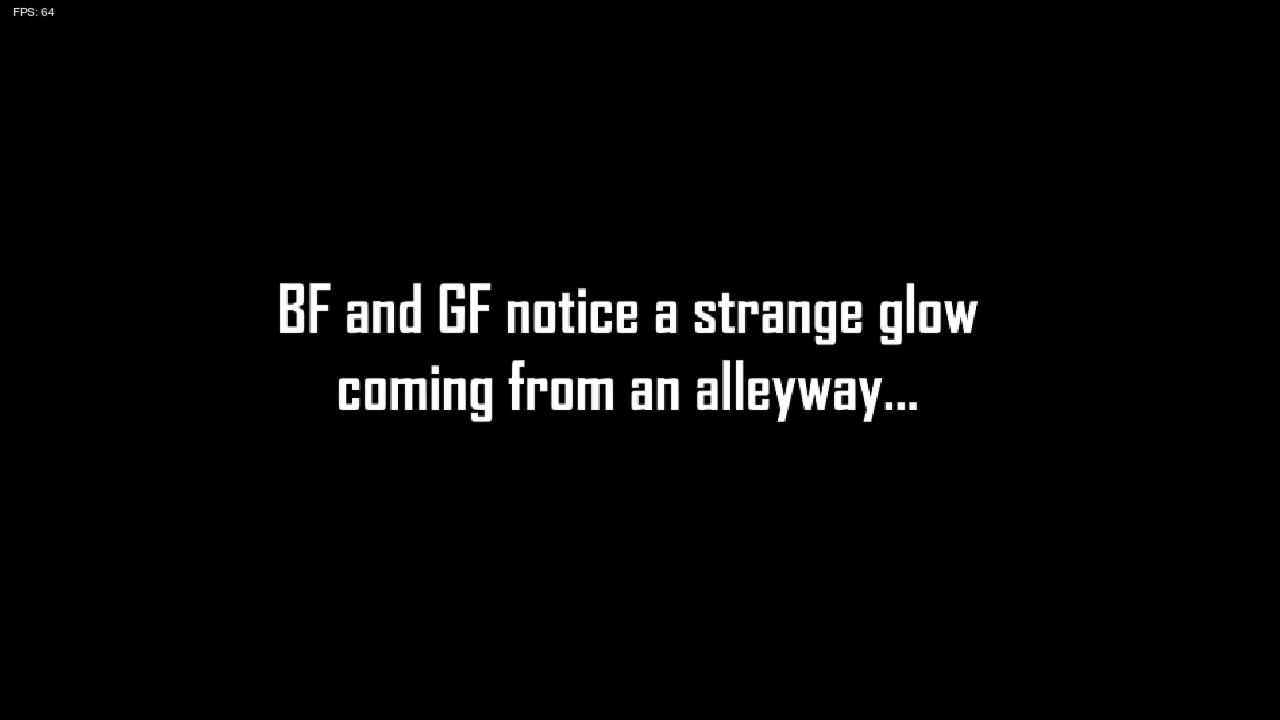 FPS: 64
BF and GF notice a strange glow
coming from an alleyway...